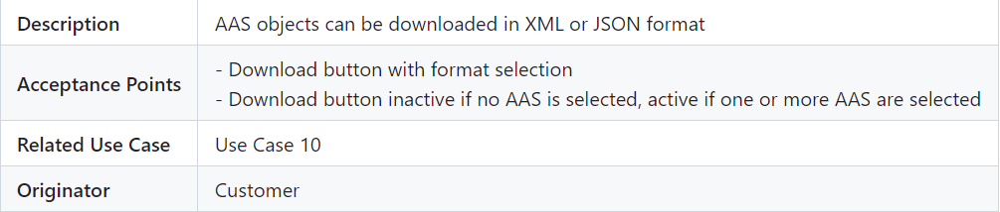 Description AAS objects can be downloaded in XML or JSON format
Acceptance Points - Download button with format selection
- Download button inactive if no AAS is selected, active if one or more AAS are selected
Related Use Case Use Case 10
Originator Customer